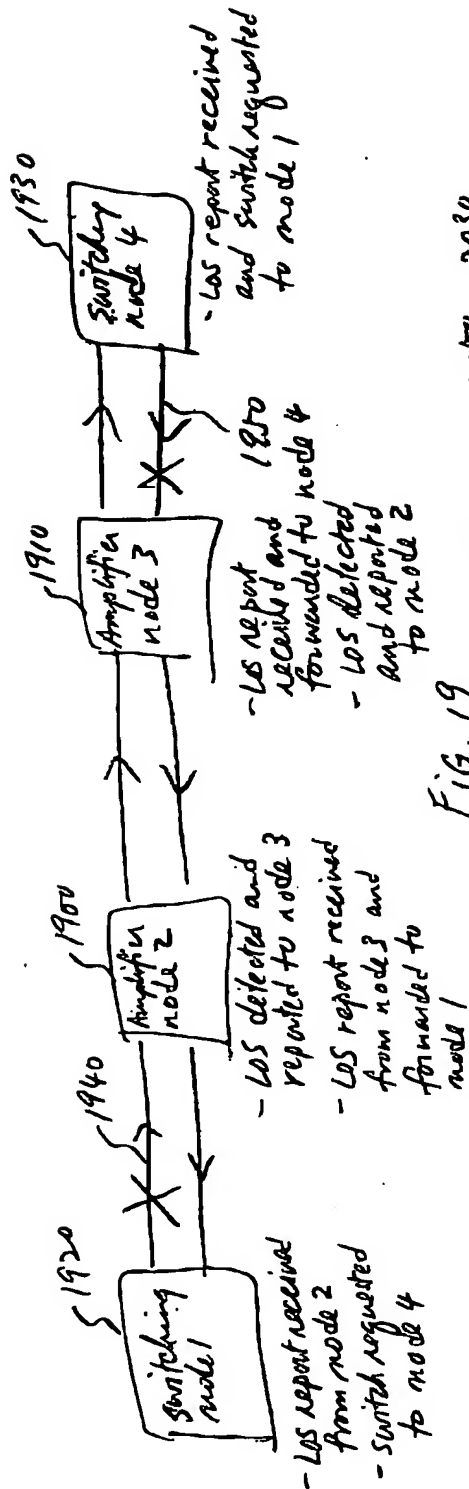 1920
Switching
node 1
- LOS report received
from node 2
- switch requested
to node 4
1940
1900
Amplifier
node 2
- LOS detected and
reported to node 3
- LOS report received
from node 3 and
forwarded to
node 1
1910
Amplifier
node 3
- LOS report
received and
forwarded to node 4
- LOS detected
and reported
to node 2
1950
1930
Switching
node 4
- LOS report received
and switch requested
to node 1
FIG. 19